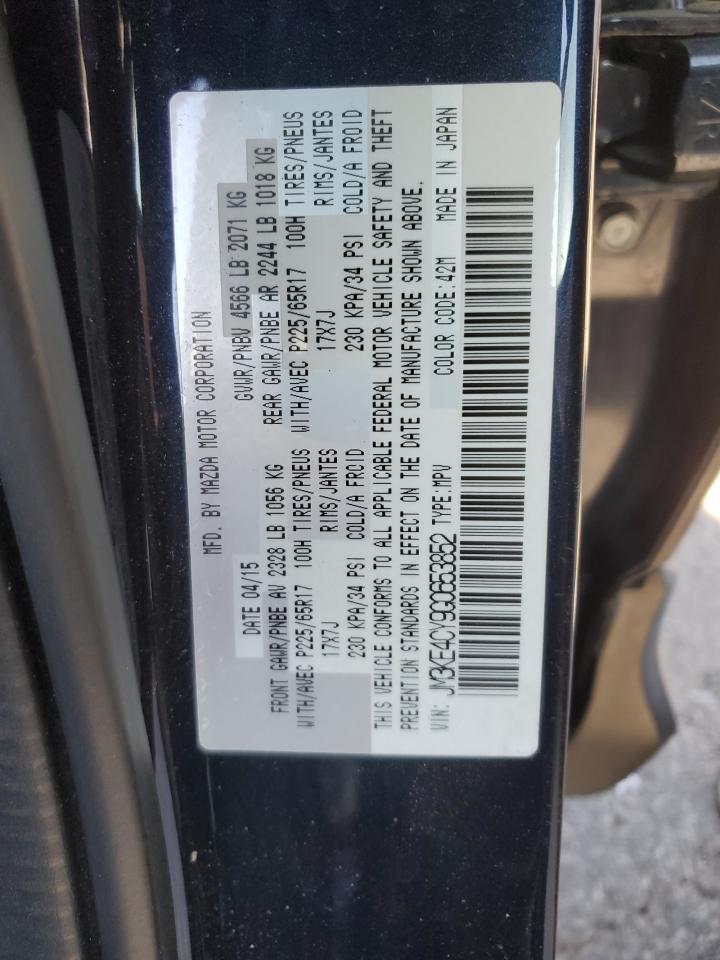 MFD. BY MAZDA MOTOR CORPORATION
DATE 04/15 GVWR/PNBV 4566 LB 2071 KG
FRONT GAWR/PNBE AV 2328 LB 1056 KG REAR GAWR/PNBE AR 2244 LB 1018 KG
WITH/AVEC P225/65R17 100H TIRES/PNEUS WITH/AVEC P225/65R17 100H TIRES/PNEUS
17X7J RIMS/JANTES 17X7J RIMS/JANTES
230 KPA/34 PSI COLD/A FROID 230 KPA/34 PSI COLD/A FROID
THIS VEHICLE CONFORMS TO ALL APPLICABLE FEDERAL MOTOR VEHICLE SAFETY AND THEFT
PREVENTION STANDARDS IN EFFECT ON THE DATE OF MANUFACTURE SHOWN ABOVE.
VIN: JM3KE4CY9G0653852 TYPE:MPV COLOR CODE:42M MADE IN JAPAN